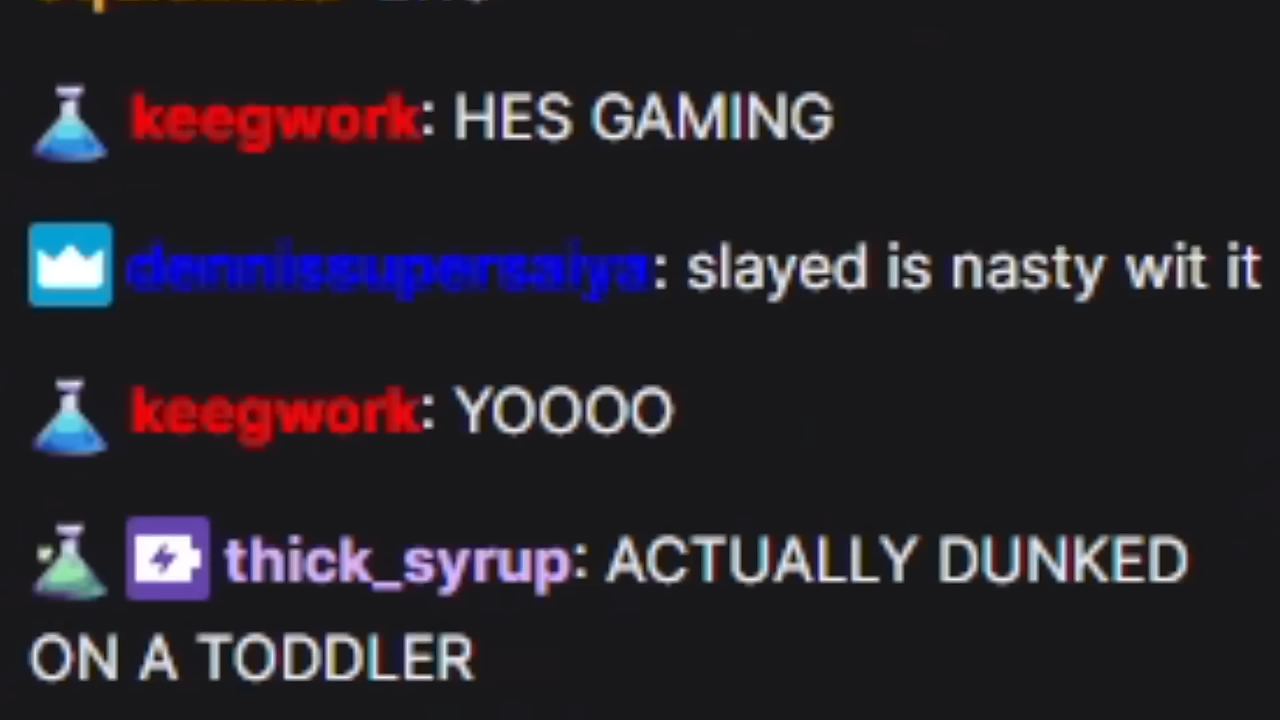 keegwork: HES GAMING
dennissupersaiya: slayed is nasty wit it
keegwork: YOOOO
thick_syrup: ACTUALLY DUNKED
ON A TODDLER